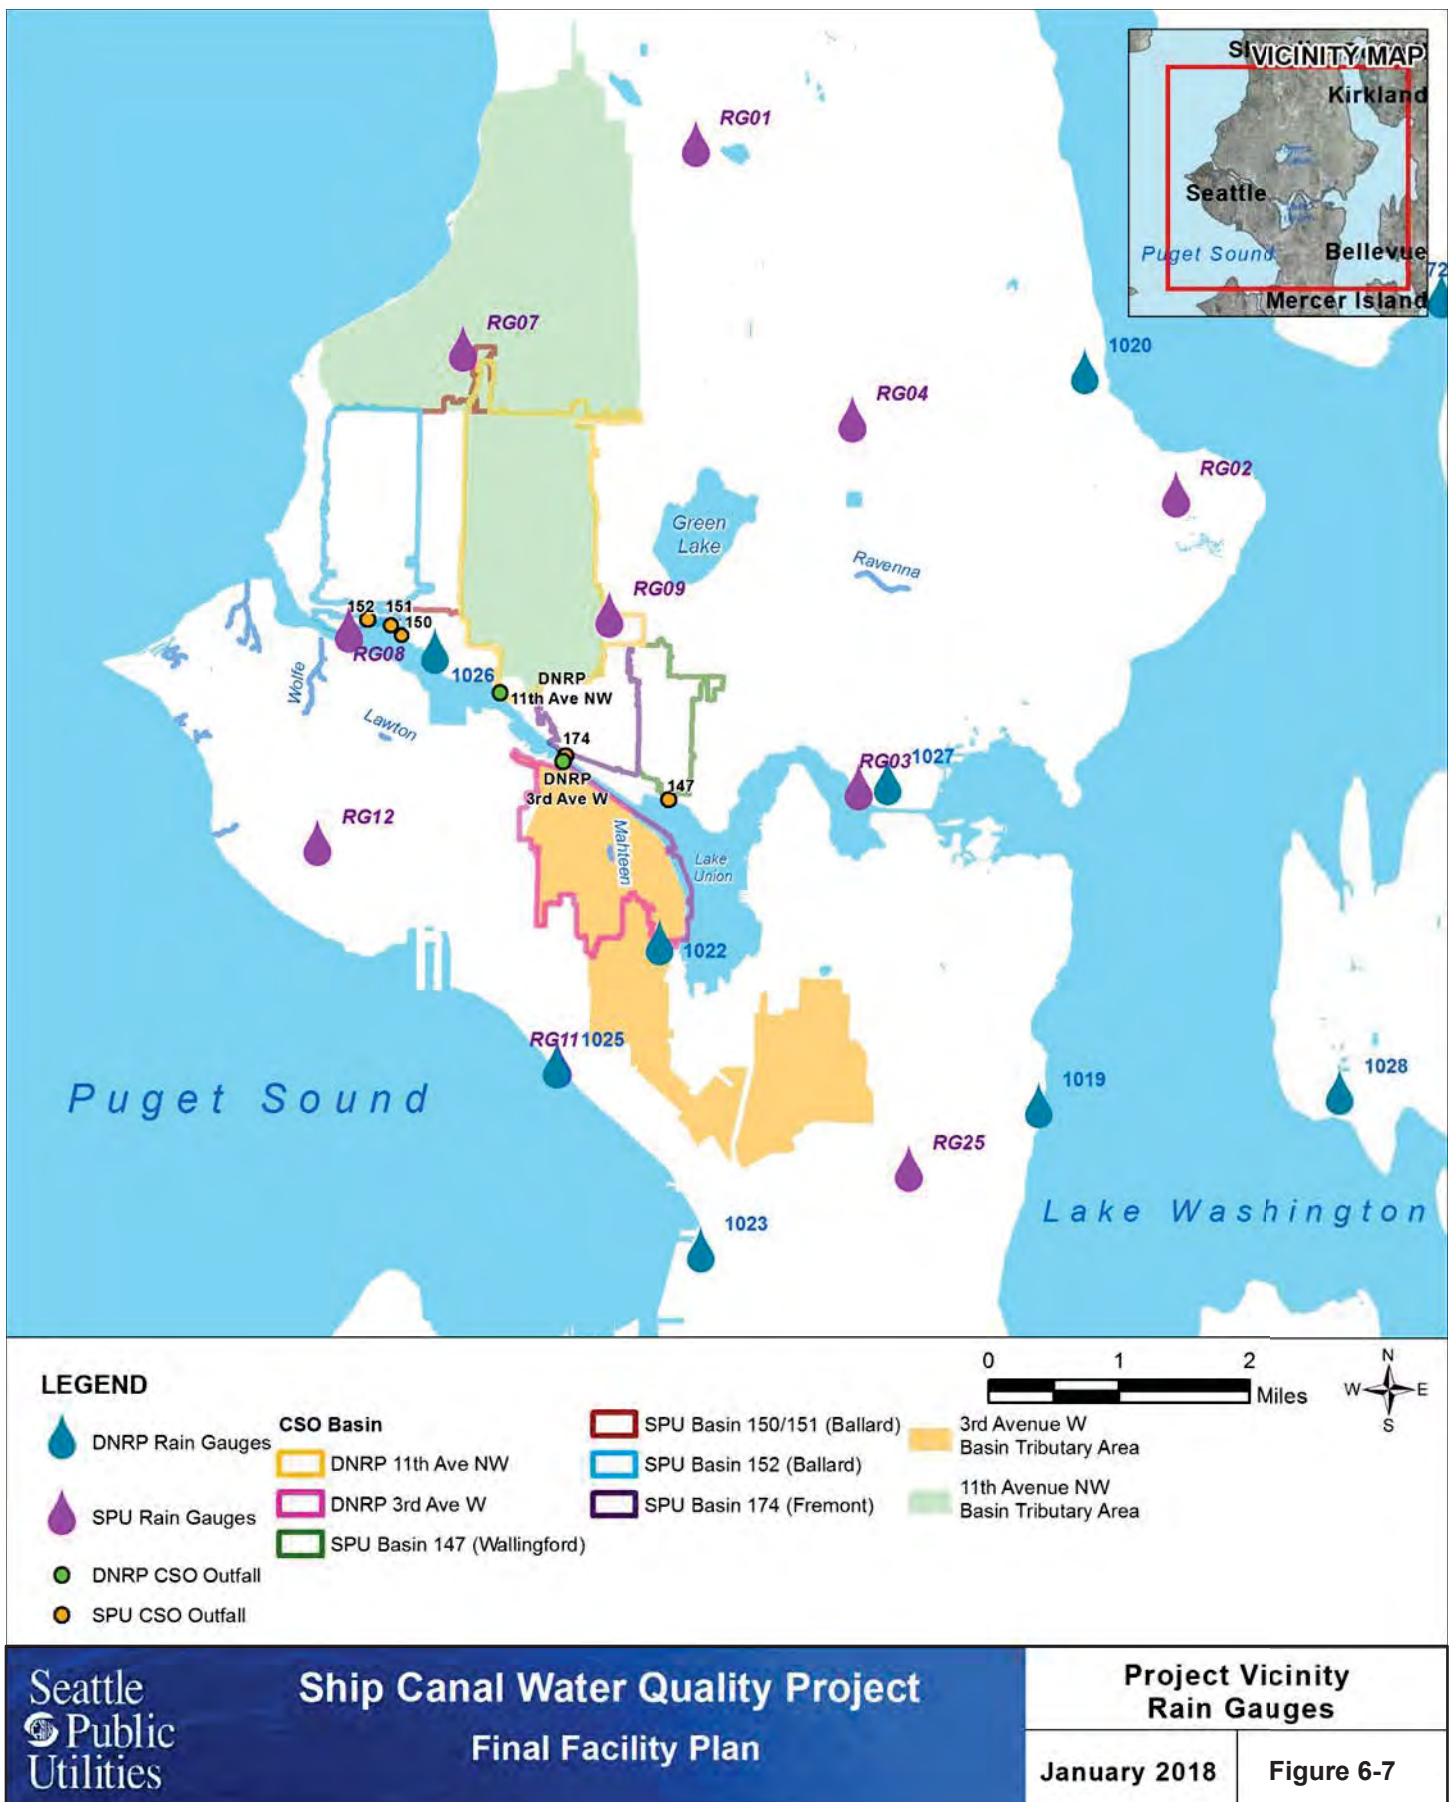 VICINITY MAP
Kirkland
Seattle
Puget Sound
Bellevue
Mercer Island
72
RG01
RG07
1020
RG04
RG02
Green
Lake
Ravenna
RG09
152
151
150
RG08
1026
Wolfe
Lawton
DNRP
11th Ave NW
174
DNRP
3rd Ave W
147
RG03
1027
RG12
Mahteen
Lake
Union
1022
RG11
1025
Puget Sound
1019
1028
RG25
Lake Washington
1023
LEGEND
DNRP Rain Gauges
SPU Rain Gauges
DNRP CSO Outfall
SPU CSO Outfall
CSO Basin
DNRP 11th Ave NW
DNRP 3rd Ave W
SPU Basin 147 (Wallingford)
SPU Basin 150/151 (Ballard)
SPU Basin 152 (Ballard)
SPU Basin 174 (Fremont)
0 1 2
Miles
3rd Avenue W
Basin Tributary Area
11th Avenue NW
Basin Tributary Area
N
W E
S
Seattle
Public
Utilities
Ship Canal Water Quality Project
Final Facility Plan
Project Vicinity
Rain Gauges
January 2018
Figure 6-7